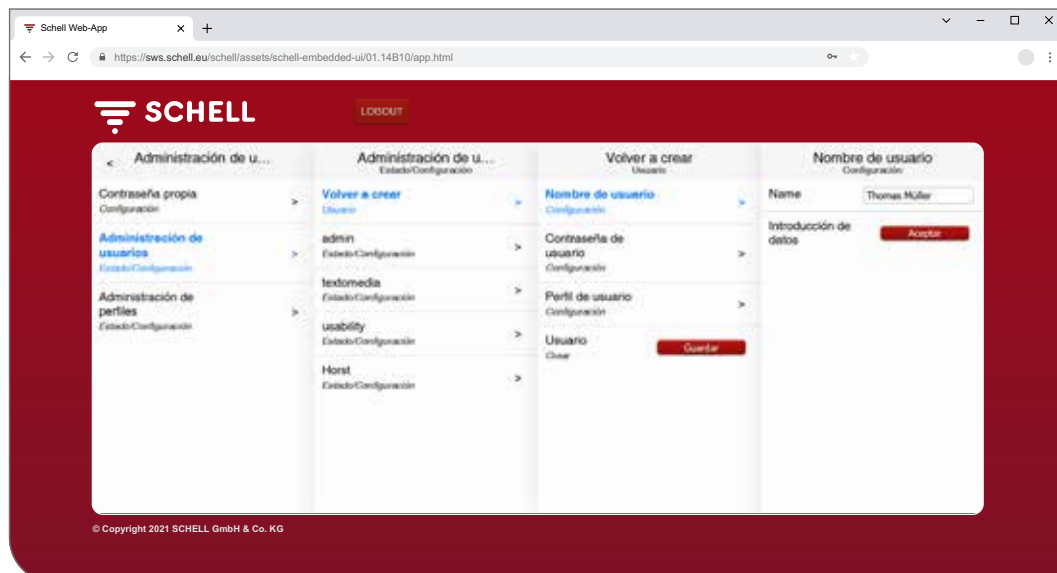 Schell Web-App
https://sws.schell.eu/schell/assets/schell-embedded-ui/01.14B10/app.html
SCHELL
LOGOUT
< Administración de u...
Contraseña propia >
Configuración
Administración de
usuarios >
Estado/Configuración
Administración de
perfiles >
Estado/Configuración
Administración de u...
Estado/Configuración
Volver a crear >
Usuario
admin >
Estado/Configuración
textomedia >
Estado/Configuración
usability >
Estado/Configuración
Horst >
Estado/Configuración
Volver a crear
Usuario
Nombre de usuario >
Configuración
Contraseña de
usuario >
Configuración
Perfil de usuario >
Configuración
Usuario Guardar
Crear
Nombre de usuario
Configuración
Name Thomas Müller
Introducción de
datos Aceptar
© Copyright 2021 SCHELL GmbH & Co. KG